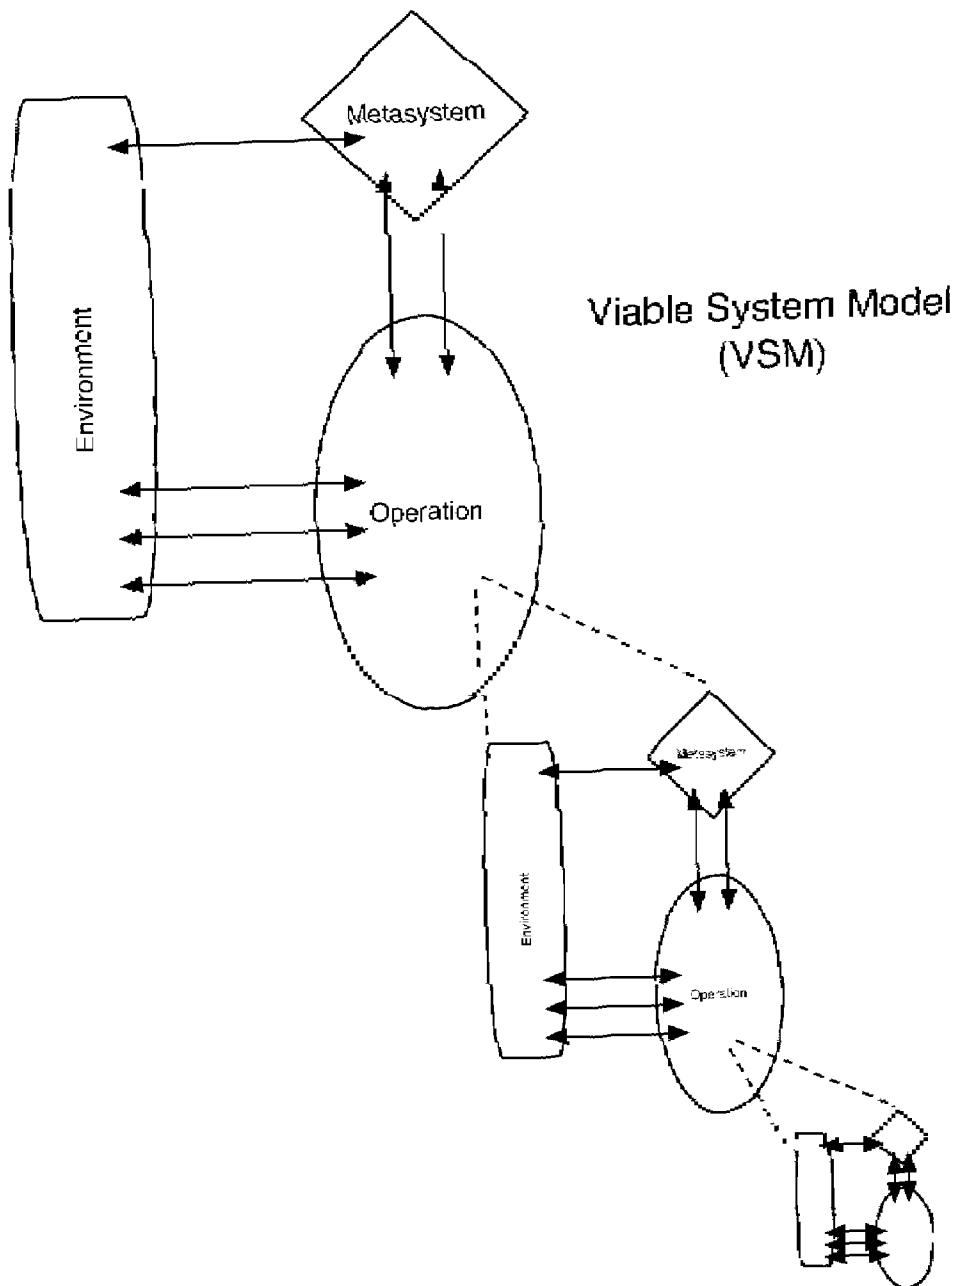 Metasystem
Environment
Viable System Model
(VSM)
Operation
Metasystem
Environment
Operation